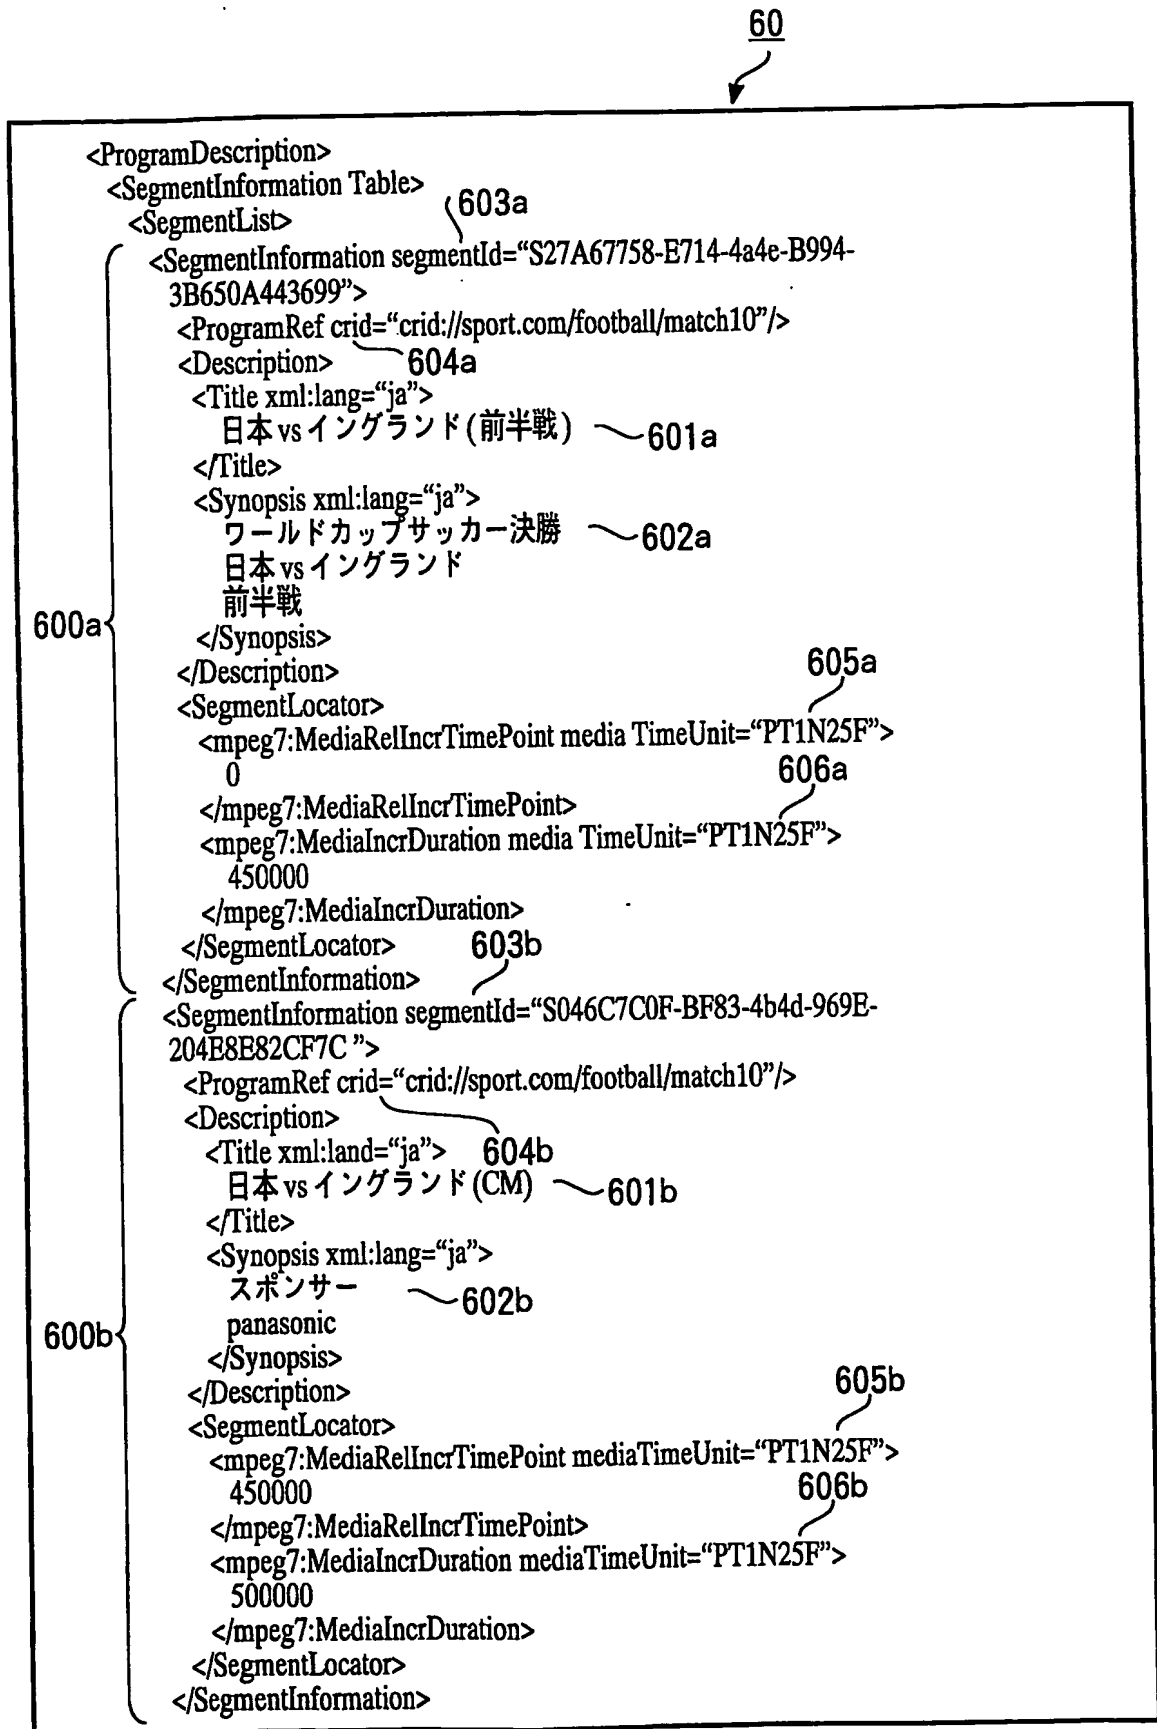 60
<ProgramDescription>
<SegmentInformation Table>
<SegmentList>
603a
<SegmentInformation segmentId=“S27A67758-E714-4a4e-B994-
3B650A443699”>
<ProgramRef crid=“crid://sport.com/football/match10”/>
<Description>
604a
<Title xml:lang=“ja”>
日本 vs イングランド(前半戦)
601a
</Title>
<Synopsis xml:lang=“ja”>
ワールドカップサッカー決勝
602a
日本 vs イングランド
前半戦
600a
</Synopsis>
</Description>
605a
<SegmentLocator>
<mpeg7:MediaRelIncrTimePoint media TimeUnit=“PT1N25F”>
0
606a
</mpeg7:MediaRelIncrTimePoint>
<mpeg7:MediaIncrDuration media TimeUnit=“PT1N25F”>
450000
</mpeg7:MediaIncrDuration>
</SegmentLocator>
603b
</SegmentInformation>
<SegmentInformation segmentId=“S046C7C0F-BF83-4b4d-969E-
204E8E82CF7C ”>
<ProgramRef crid=“crid://sport.com/football/match10”/>
<Description>
<Title xml:land=“ja”>
604b
日本 vs イングランド(CM)
601b
</Title>
<Synopsis xml:lang=“ja”>
スポンサー
602b
panasonic
600b
</Synopsis>
</Description>
605b
<SegmentLocator>
<mpeg7:MediaRelIncrTimePoint mediaTimeUnit=“PT1N25F”>
450000
606b
</mpeg7:MediaRelIncrTimePoint>
<mpeg7:MediaIncrDuration mediaTimeUnit=“PT1N25F”>
500000
</mpeg7:MediaIncrDuration>
</SegmentLocator>
</SegmentInformation>